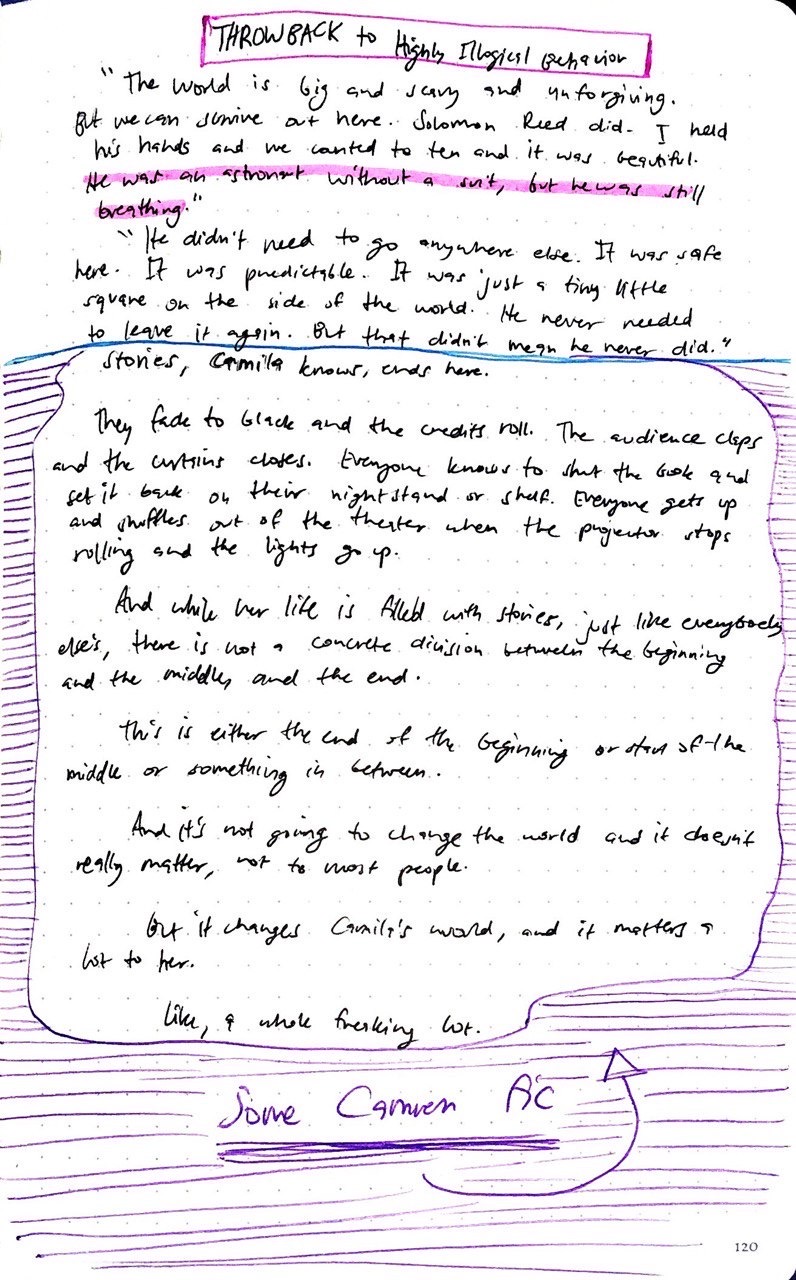 THROWBACK to Highly Illogical Behavior
"The world is big and scary and unforgiving.
But we can survive out here. Solomon Reed did. I held
his hands and we counted to ten and it was beautiful.
He was an astronaut without a suit, but he was still
breathing."
"He didn't need to go anywhere else. It was safe
here. It was predictable. It was just a tiny little
square on the side of the world. He never needed
to leave it again. But that didn't mean he never did."
Stories, Camila knows, ends here.
They fade to black and the credits roll. The audience claps
and the curtains closes. Everyone knows to shut the book and
set it back on their nightstand or shelf. Everyone gets up
and shuffles out of the theater when the projector stops
rolling and the lights go up.
And while her life is filled with stories, just like everybody
else's, there is not a concrete division between the beginning
and the middle, and the end.
This is either the end of the beginning or start of the
middle or something in between.
And it's not going to change the world and it doesn't
really matter, not to most people.
But it changes Camila's world, and it matters a
lot to her.
Like, a whole freaking lot.
Some Camren FIC
120